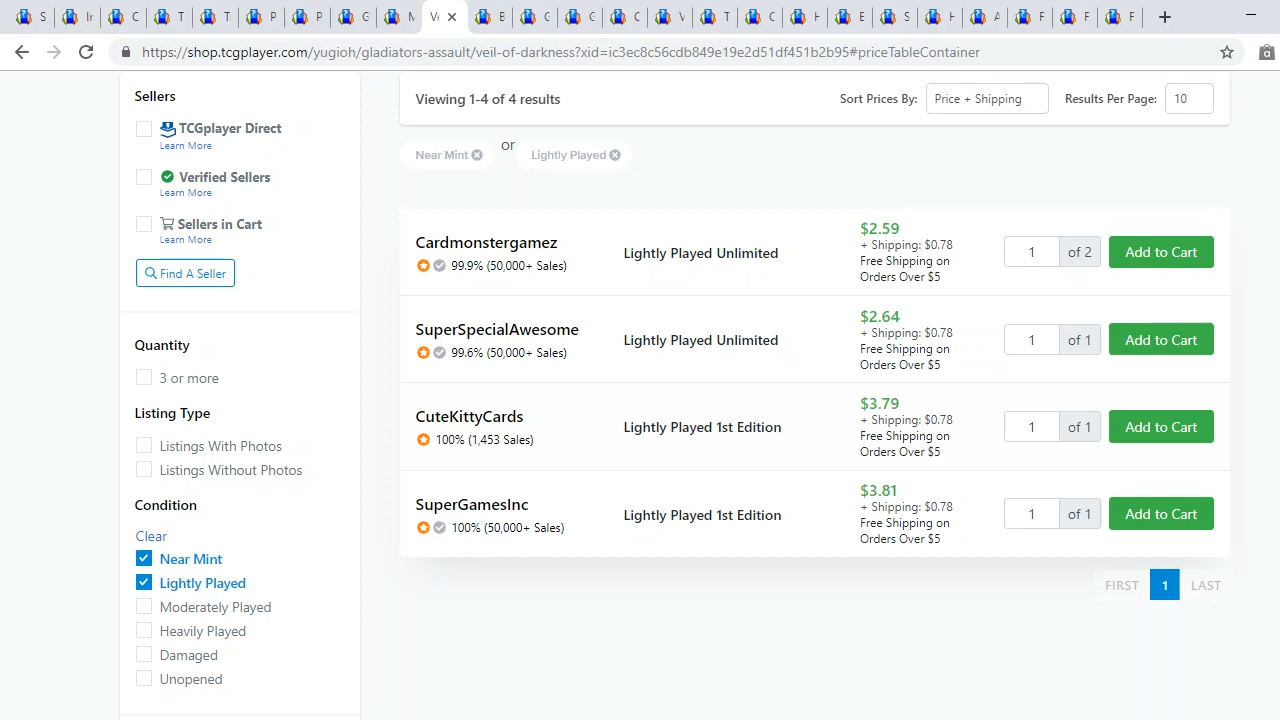 S
In
C
T
T
P
P
G
M
Ve
B
C
C
C
V
T
C
H
E
S
H
A
F
F
F
https://shop.tcgplayer.com/yugioh/gladiators-assault/veil-of-darkness?xid=ic3ec8c56cdb849e19e2d51df451b2b95#priceTableContainer
Sellers
TCGplayer Direct
Learn More
Verified Sellers
Learn More
Sellers in Cart
Learn More
Find A Seller
Quantity
3 or more
Listing Type
Listings With Photos
Listings Without Photos
Condition
Clear
Near Mint
Lightly Played
Moderately Played
Heavily Played
Damaged
Unopened
Viewing 1-4 of 4 results
Sort Prices By: Price + Shipping
Results Per Page: 10
Near Mint or Lightly Played
Cardmonstergamez
99.9% (50,000+ Sales)
Lightly Played Unlimited
$2.59
+ Shipping: $0.78
Free Shipping on
Orders Over $5
1 of 2
Add to Cart
SuperSpecialAwesome
99.6% (50,000+ Sales)
Lightly Played Unlimited
$2.64
+ Shipping: $0.78
Free Shipping on
Orders Over $5
1 of 1
Add to Cart
CuteKittyCards
100% (1,453 Sales)
Lightly Played 1st Edition
$3.79
+ Shipping: $0.78
Free Shipping on
Orders Over $5
1 of 1
Add to Cart
SuperGamesInc
100% (50,000+ Sales)
Lightly Played 1st Edition
$3.81
+ Shipping: $0.78
Free Shipping on
Orders Over $5
1 of 1
Add to Cart
FIRST 1 LAST